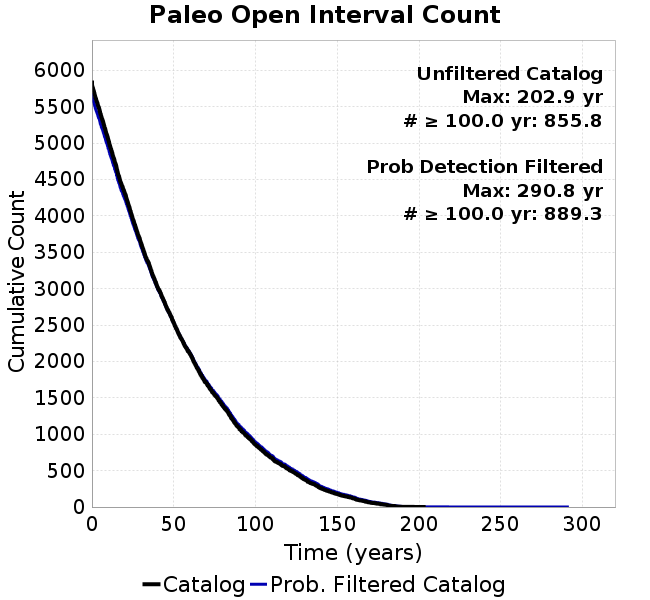 Paleo Open Interval Count
Unfiltered Catalog
Max: 202.9 yr
# ≥ 100.0 yr: 855.8
Prob Detection Filtered
Max: 290.8 yr
# ≥ 100.0 yr: 889.3
Cumulative Count
6000
5500
5000
4500
4000
3500
3000
2500
2000
1500
1000
500
0
0 50 100 150 200 250 300
Time (years)
Catalog Prob. Filtered Catalog